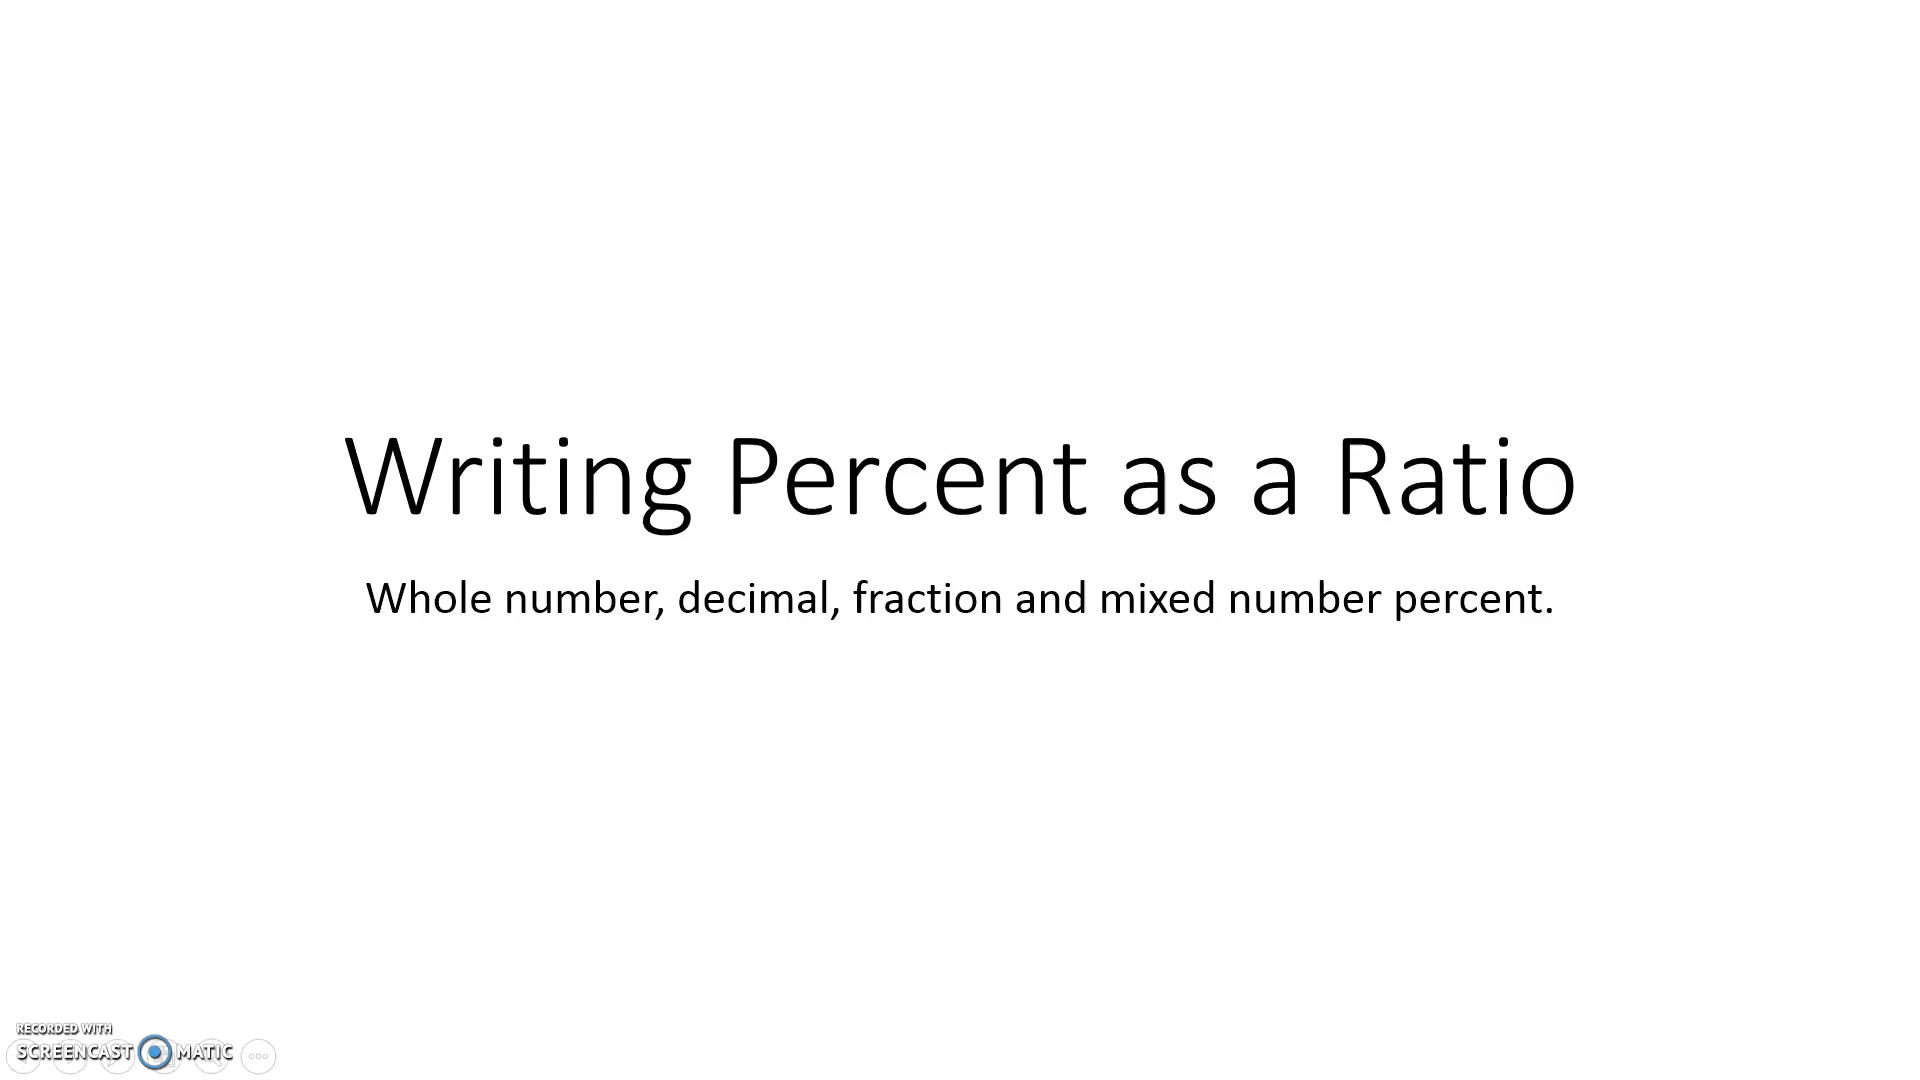 Writing Percent as a Ratio
Whole number, decimal, fraction and mixed number percent.
RECORDED WITH
SCREENCAST MATIC